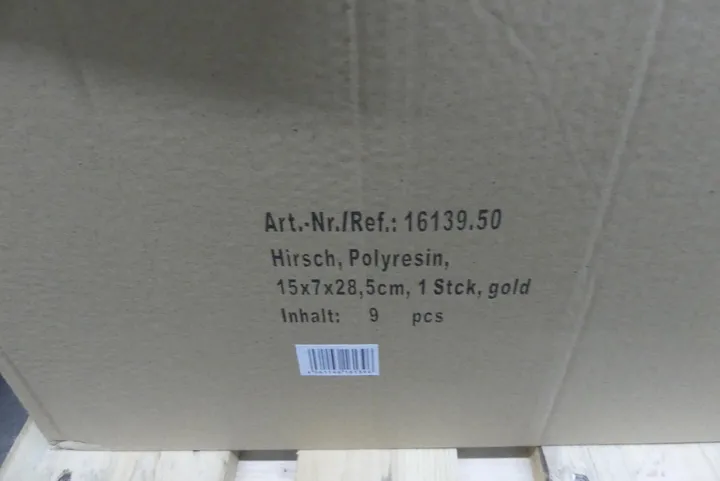 Art.-Nr./Ref.: 16139.50
Hirsch, Polyresin,
15x7x28,5cm, 1 Stck, gold
Inhalt: 9 pcs